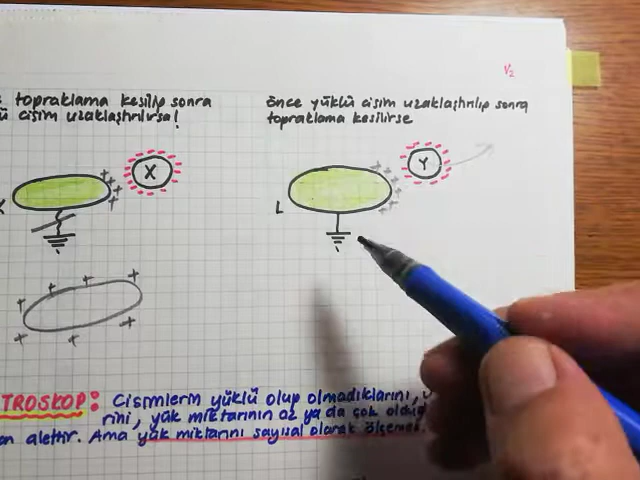 topraklama kesilip sonra
ü cisim uzaklaştırılırsa!
Önce yüklü cisim uzaklaştırılıp sonra
topraklama kesilirse
1/2
X
Y
K
L
TROSKOP: Cisimlerin yüklü olup olmadıklarını,
rini, yük miktarının az ya da çok olduğ
an alettir. Ama yük miktarını sayısal olarak ölçemez.